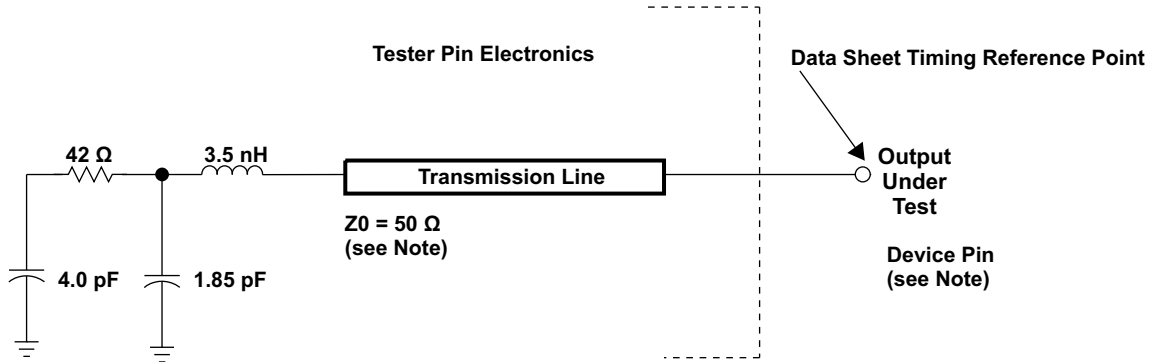 Tester Pin Electronics
Data Sheet Timing Reference Point
42 Ω
3.5 nH
Transmission Line
Output
Under
Test
Z0 = 50 Ω
(see Note)
Device Pin
(see Note)
4.0 pF
1.85 pF